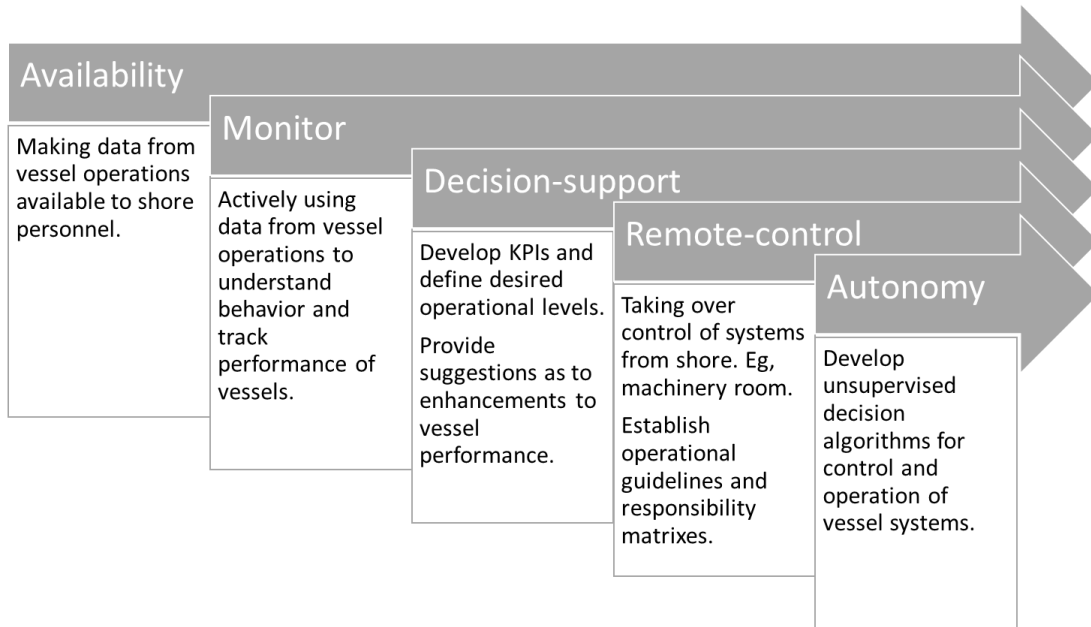 Availability
Making data from
vessel operations
available to shore
personnel.
Monitor
Actively using
data from vessel
operations to
understand
behavior and
track
performance of
vessels.
Decision-support
Develop KPIs and
define desired
operational levels.
Provide
suggestions as to
enhancements to
vessel
performance.
Remote-control
Taking over
control of systems
from shore. Eg,
machinery room.
Establish
operational
guidelines and
responsibility
matrixes.
Autonomy
Develop
unsupervised
decision
algorithms for
control and
operation of
vessel systems.